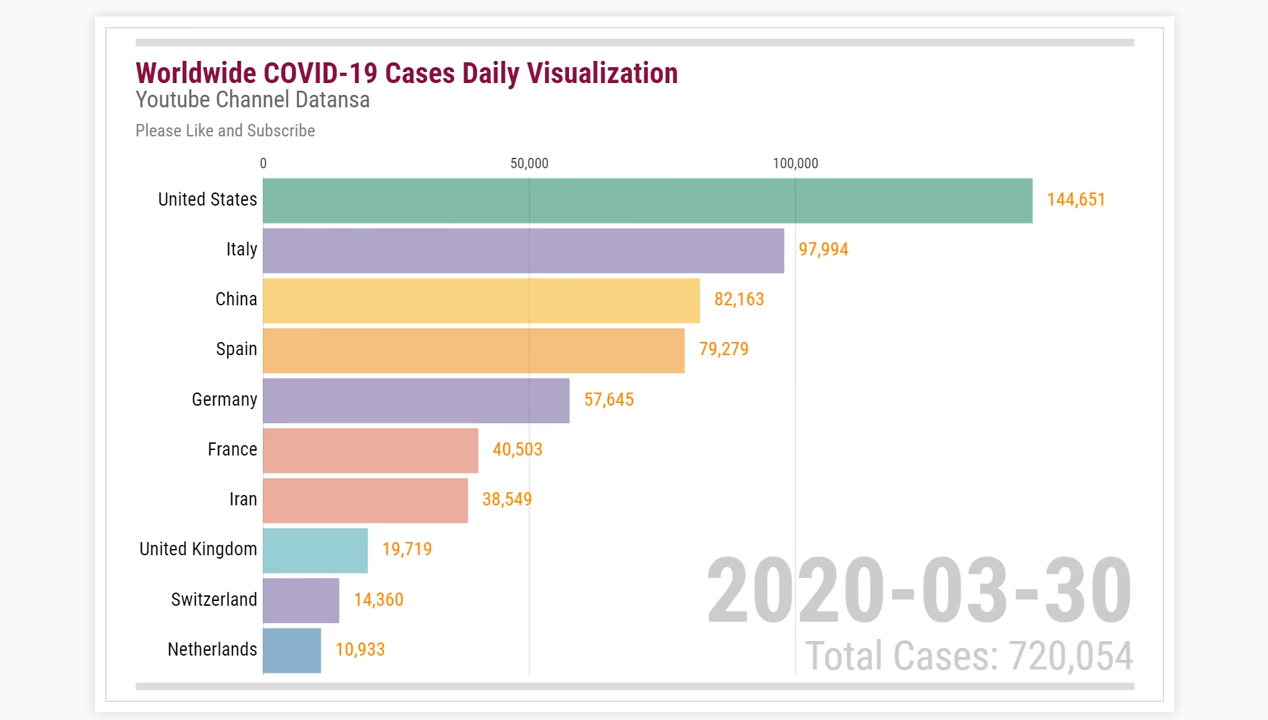 Worldwide COVID-19 Cases Daily Visualization
Youtube Channel Datansa
Please Like and Subscribe
0 50,000 100,000
United States 144,651
Italy 97,994
China 82,163
Spain 79,279
Germany 57,645
France 40,503
Iran 38,549
United Kingdom 19,719
Switzerland 14,360
Netherlands 10,933
2020-03-30
Total Cases: 720,054